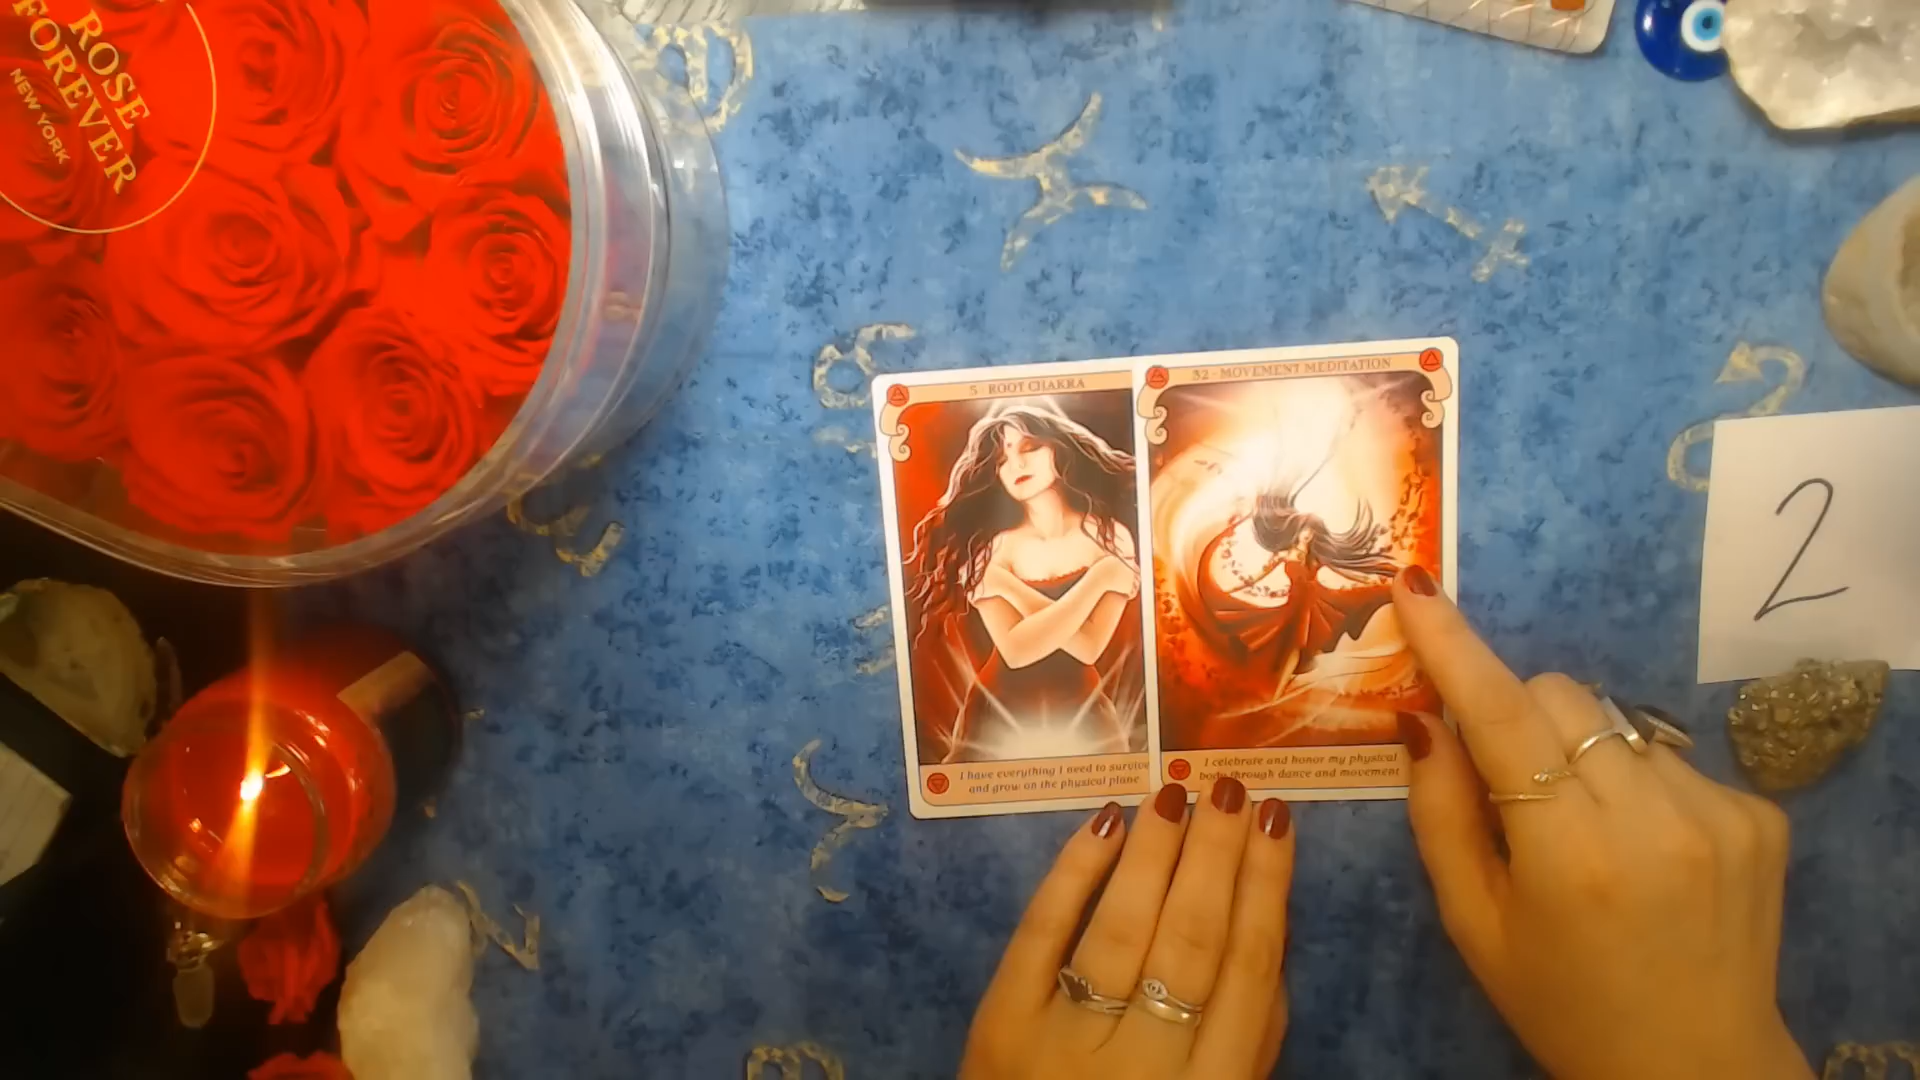 ROSE
FOREVER
NEW YORK
5 - ROOT CHAKRA
I have everything I need to survive
and grow on the physical plane
32 - MOVEMENT MEDITATION
I celebrate and honor my physical
body through dance and movement
2